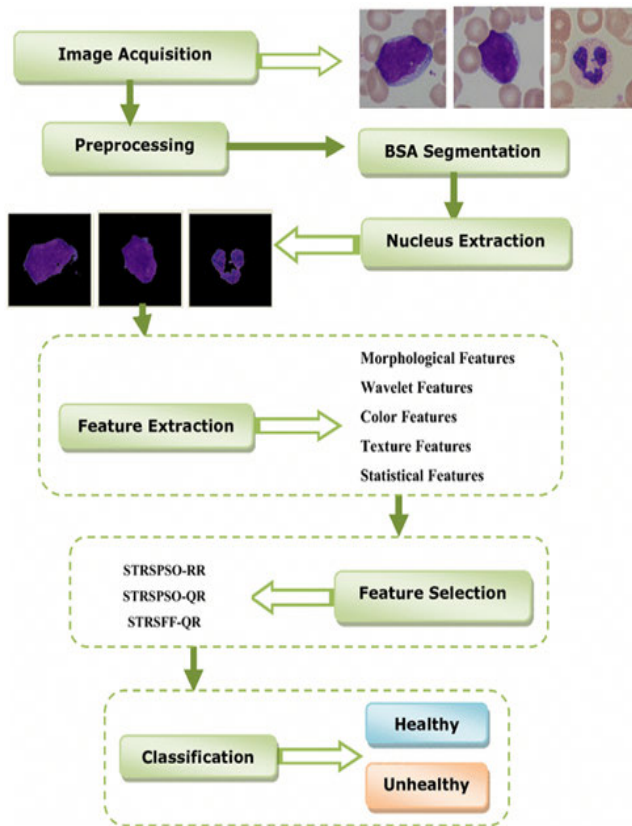 Image Acquisition
Preprocessing
BSA Segmentation
Nucleus Extraction
Feature Extraction
Morphological Features
Wavelet Features
Color Features
Texture Features
Statistical Features
STRSPSO-RR
STRSPSO-QR
STRSFF-QR
Feature Selection
Classification
Healthy
Unhealthy